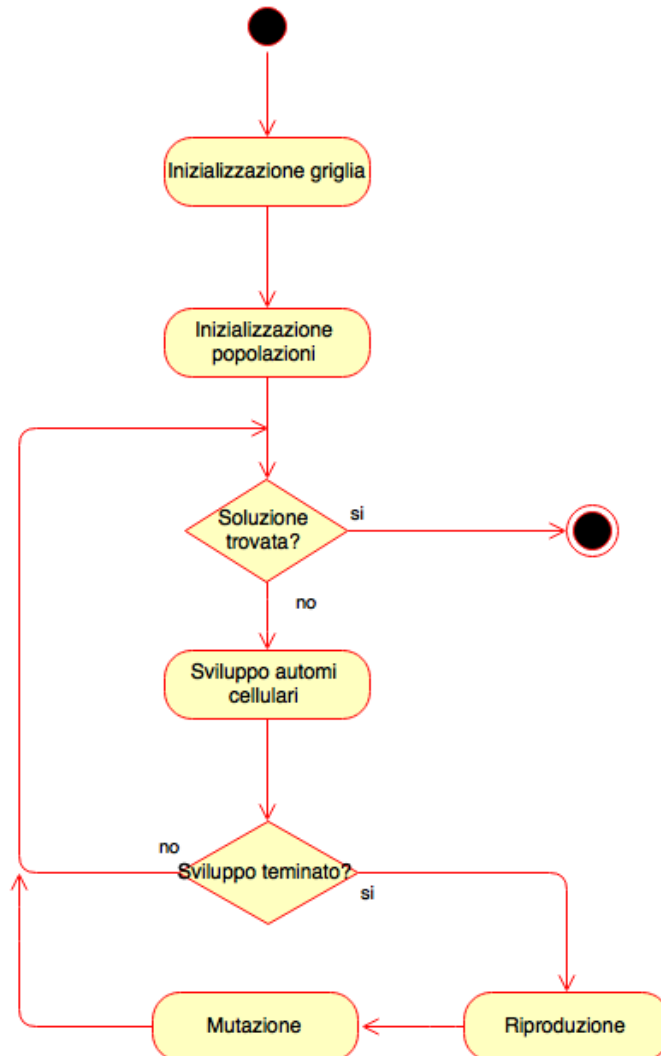 Inizializzazione griglia
Inizializzazione
popolazioni
Soluzione
trovata?
si
no
Sviluppo automi
cellulari
no
Sviluppo teminato?
si
Mutazione
Riproduzione